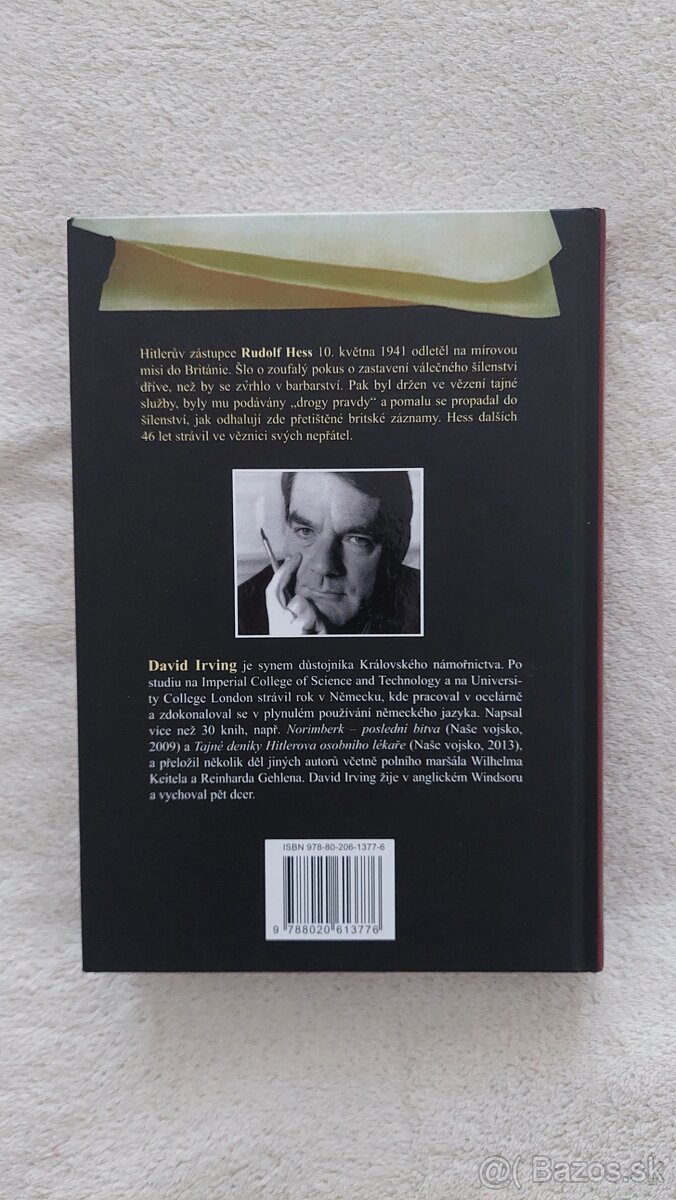 Hitlerův zástupce Rudolf Hess 10. května 1941 odletěl na mírovou
misi do Británie. Šlo o zoufalý pokus o zastavení válečného šílenství
dříve, než by se zvrhlo v barbarství. Pak byl držen ve vězení tajné
služby, byly mu podávány „drogy pravdy“ a pomalu se propadal do
šílenství, jak odhalují zde přetištěné britské záznamy. Hess dalších
46 let strávil ve věznici svých nepřátel.
David Irving je synem důstojníka Královského námořnictva. Po
studiu na Imperial College of Science and Technology a na Universi-
ty College London strávil rok v Německu, kde pracoval v ocelárně
a zdokonaloval se v plynulém používání německého jazyka. Napsal
více než 30 knih, např. Norimberk – poslední bitva (Naše vojsko,
2009) a Tajné deníky Hitlerova osobního lékaře (Naše vojsko, 2013),
a přeložil několik děl jiných autorů včetně polního maršála Wilhelma
Keitela a Reinharda Gehlena. David Irving žije v anglickém Windsoru
a vychoval pět dcer.
ISBN 978-80-206-1377-6
9 788020 613776
@( Bazos.sk